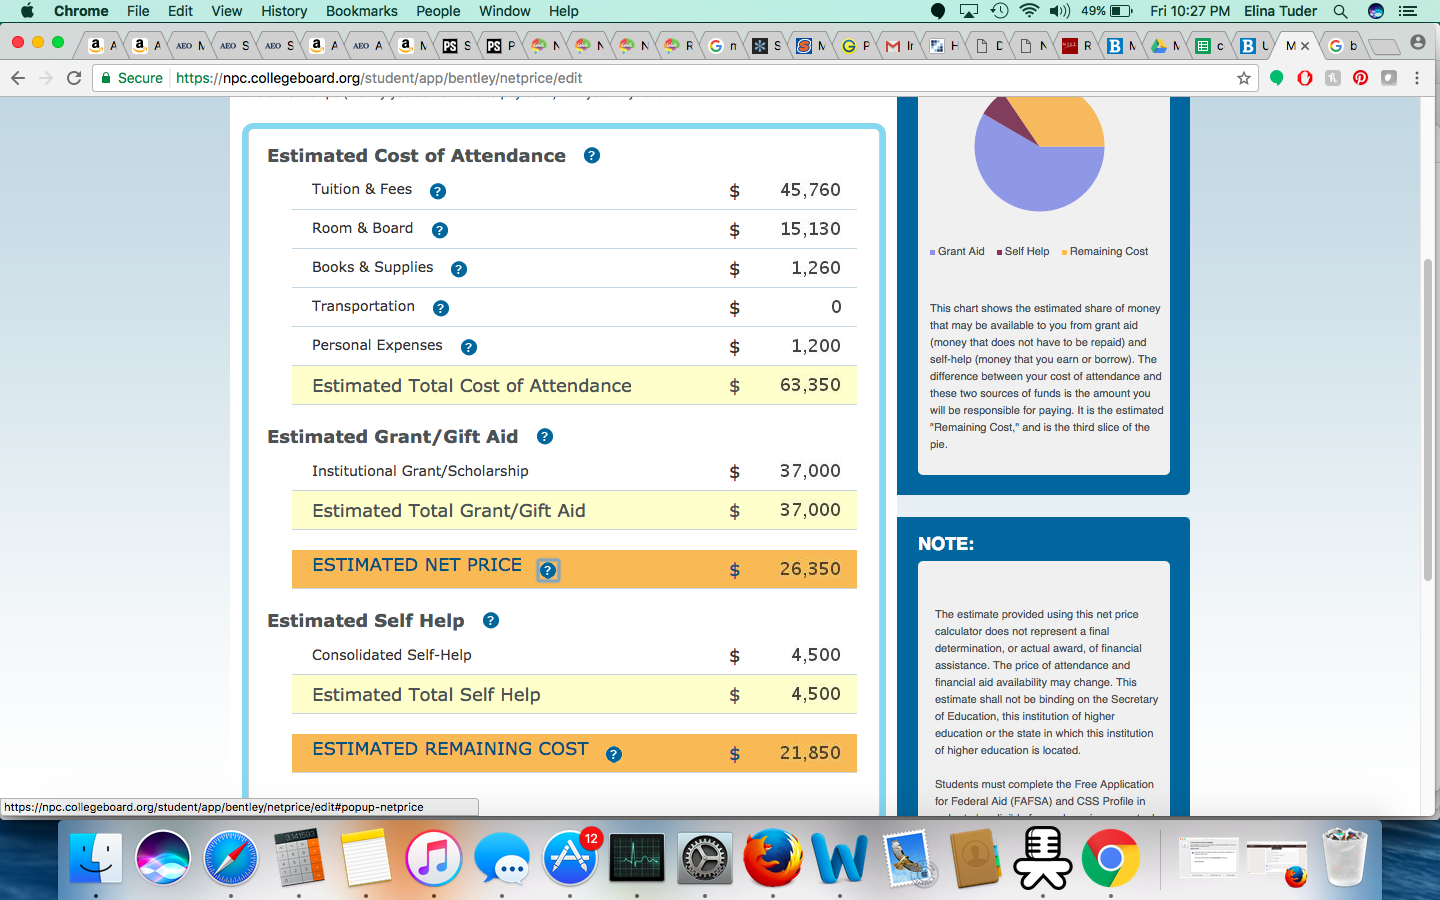 Chrome File Edit View History Bookmarks People Window Help 49% Fri 10:27 PM Elina Tuder
Secure https://npc.collegeboard.org/student/app/bentley/netprice/edit
Estimated Cost of Attendance ?
Tuition & Fees ? $ 45,760
Room & Board ? $ 15,130
Books & Supplies ? $ 1,260
Transportation ? $ 0
Personal Expenses ? $ 1,200
Estimated Total Cost of Attendance $ 63,350
Estimated Grant/Gift Aid ?
Institutional Grant/Scholarship $ 37,000
Estimated Total Grant/Gift Aid $ 37,000
ESTIMATED NET PRICE ? $ 26,350
Estimated Self Help ?
Consolidated Self-Help $ 4,500
Estimated Total Self Help $ 4,500
ESTIMATED REMAINING COST ? $ 21,850
Grant Aid Self Help Remaining Cost
This chart shows the estimated share of money
that may be available to you from grant aid
(money that does not have to be repaid) and
self-help (money that you earn or borrow). The
difference between your cost of attendance and
these two sources of funds is the amount you
will be responsible for paying. It is the estimated
"Remaining Cost," and is the third slice of the
pie.
NOTE:
The estimate provided using this net price
calculator does not represent a final
determination, or actual award, of financial
assistance. The price of attendance and
financial aid availability may change. This
estimate shall not be binding on the Secretary
of Education, this institution of higher
education or the state in which this institution
of higher education is located.
Students must complete the Free Application
for Federal Aid (FAFSA) and CSS Profile in
https://npc.collegeboard.org/student/app/bentley/netprice/edit#popup-netprice
12